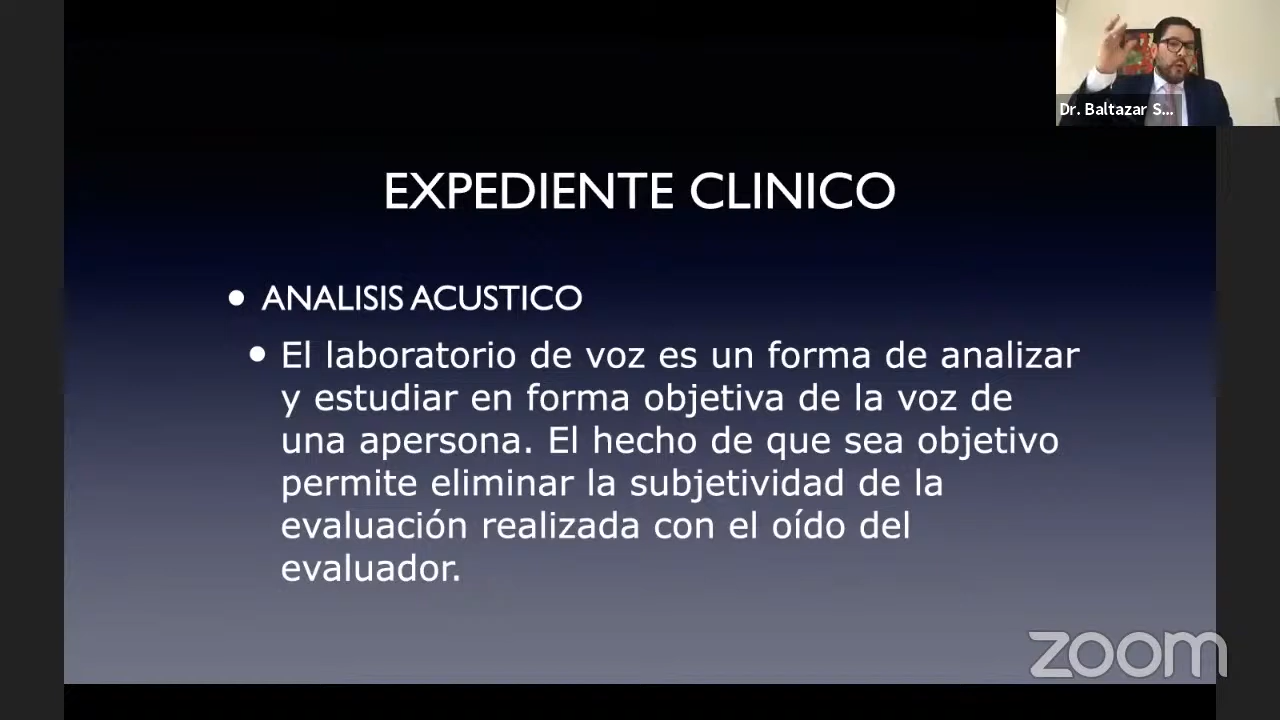 Dr. Baltazar S...
EXPEDIENTE CLINICO
• ANALISIS ACUSTICO
• El laboratorio de voz es un forma de analizar
y estudiar en forma objetiva de la voz de
una apersona. El hecho de que sea objetivo
permite eliminar la subjetividad de la
evaluación realizada con el oído del
evaluador.
zoom